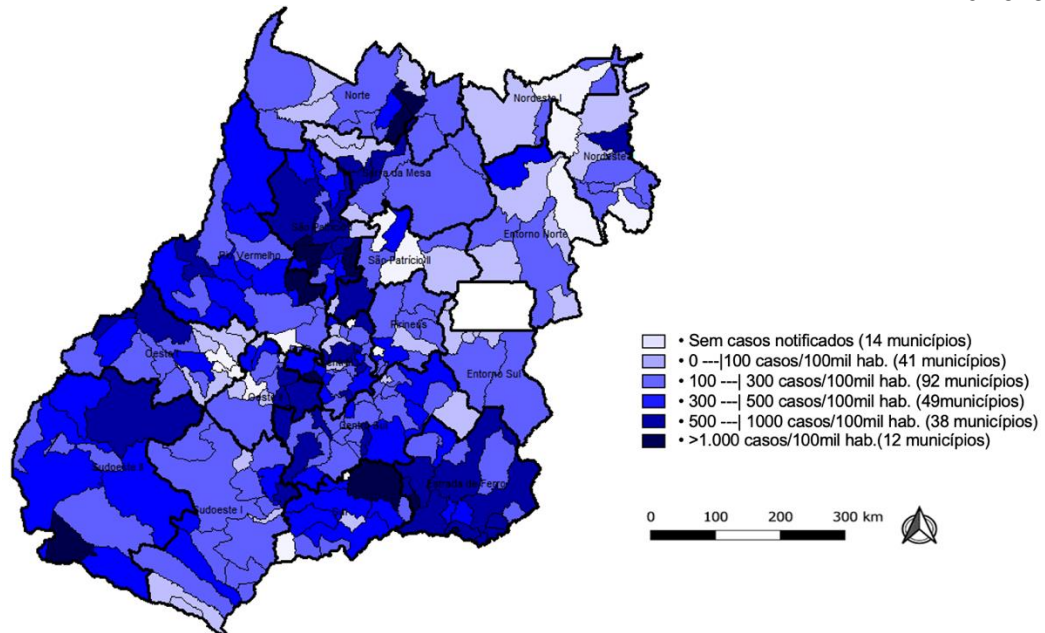 Norte
Nordeste I
Nordeste
da Mesa
Entorno Norte
Rio Vermelho
São Patrício II
Pirineus
Oeste
Entorno Sul
Oeste
Centro Sul
Sudoeste II
Estrada de Ferro
Sudoeste I
• Sem casos notificados (14 municípios)
• 0 ---|100 casos/100mil hab. (41 municípios)
• 100 ---| 300 casos/100mil hab. (92 municípios)
• 300 ---| 500 casos/100mil hab. (49municípios)
• 500 ---| 1000 casos/100mil hab. (38 municípios)
• >1.000 casos/100mil hab.(12 municípios)
0 100 200 300 km